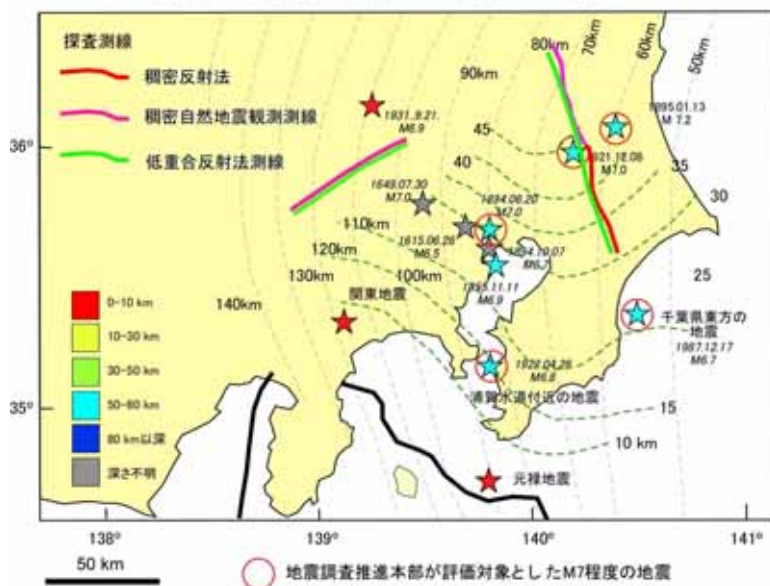 探査測線
稠密反射法
稠密自然地震観測測線
低重合反射法測線
80km
70km
60km
50km
90km
1931.9.21.
M6.9
1895.01.13
M 7.2
36°
45
1921.12.08
M7.0
40
35
1649.07.30
M7.0
1894.06.20
M7.0
30
110km
1615.06.26
M6.5
1894.10.07
M6.7
120km
1895.11.11
M6.9
100km
130km
25
140km
関東地震
千葉県東方の
地震
1987.12.17
M6.7
0-10 km
10-30 km
30-50 km
50-80 km
80 km以深
深さ不明
1922.04.26
M6.8
浦賀水道付近の地震
35°
15
10 km
元禄地震
138°
139°
140°
141°
50 km
地震調査推進本部が評価対象としたM7程度の地震